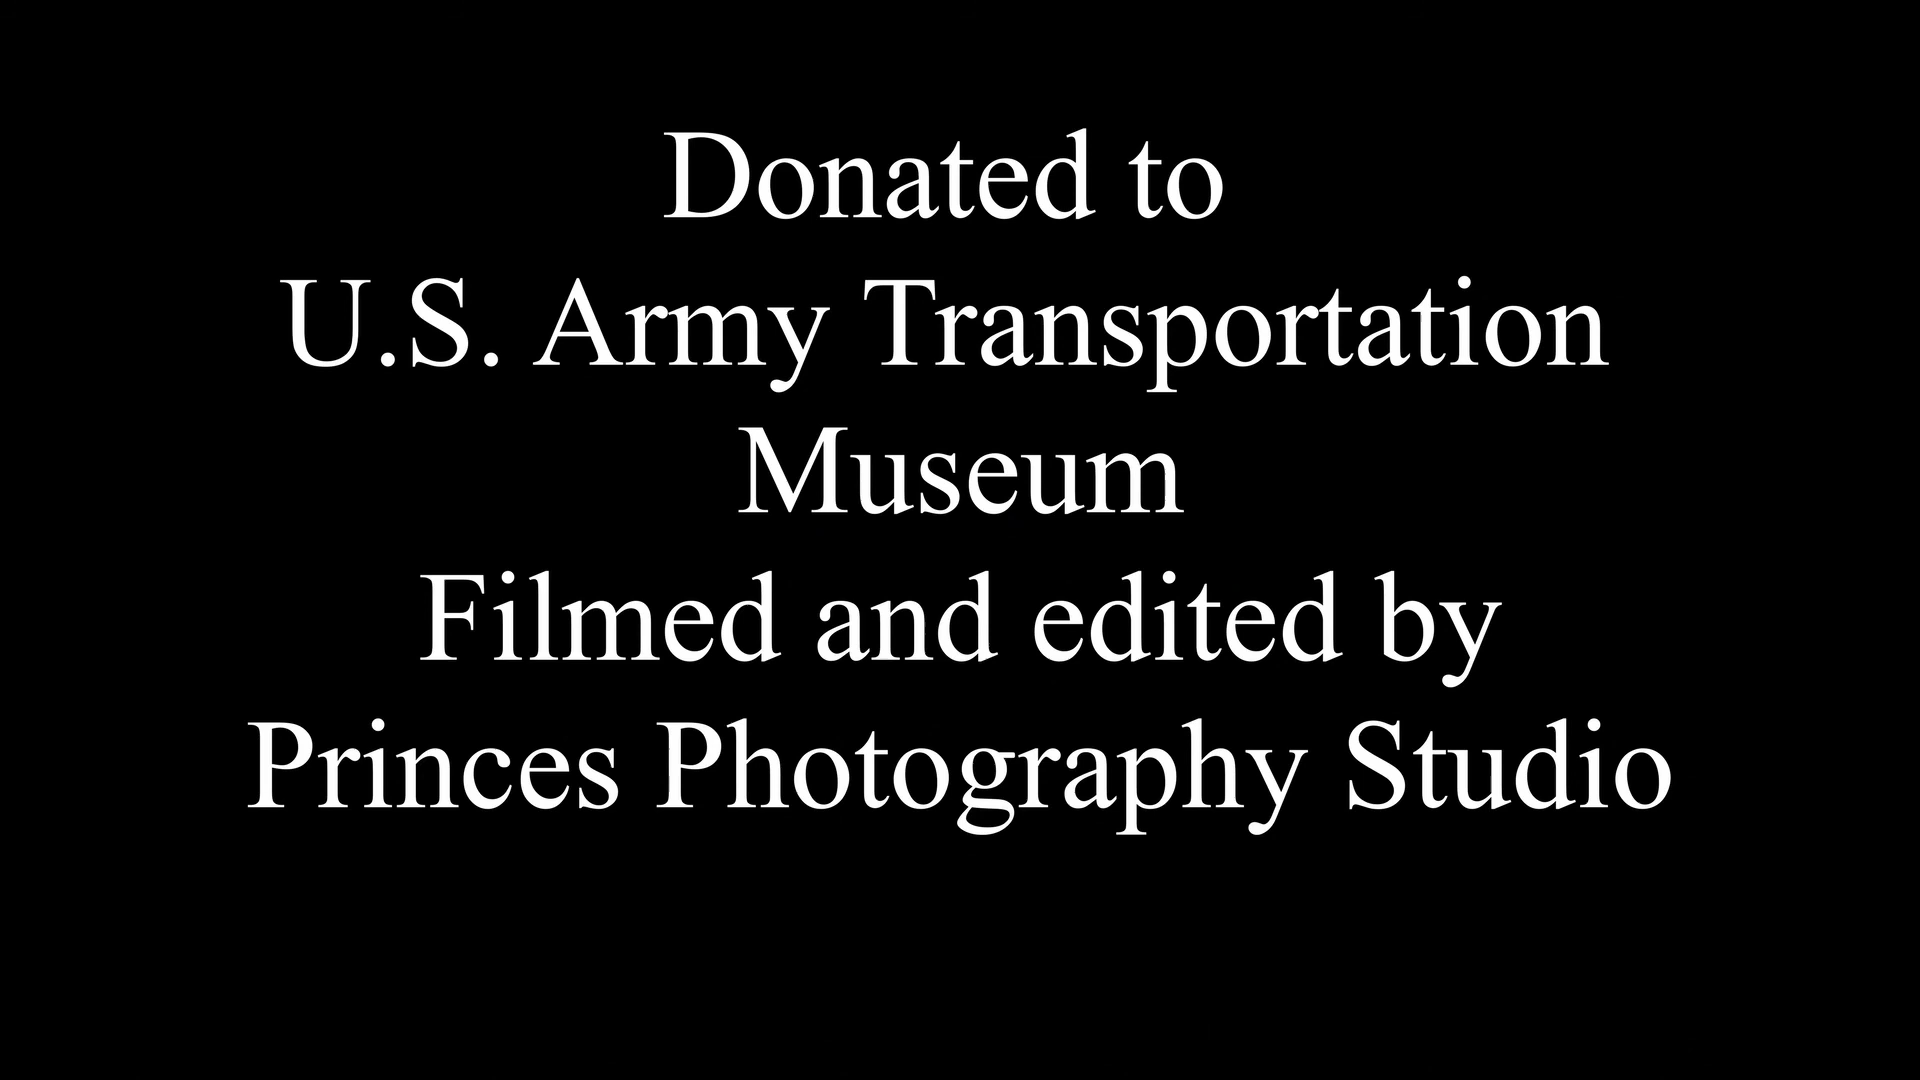 Donated to
U.S. Army Transportation
Museum
Filmed and edited by
Princes Photography Studio